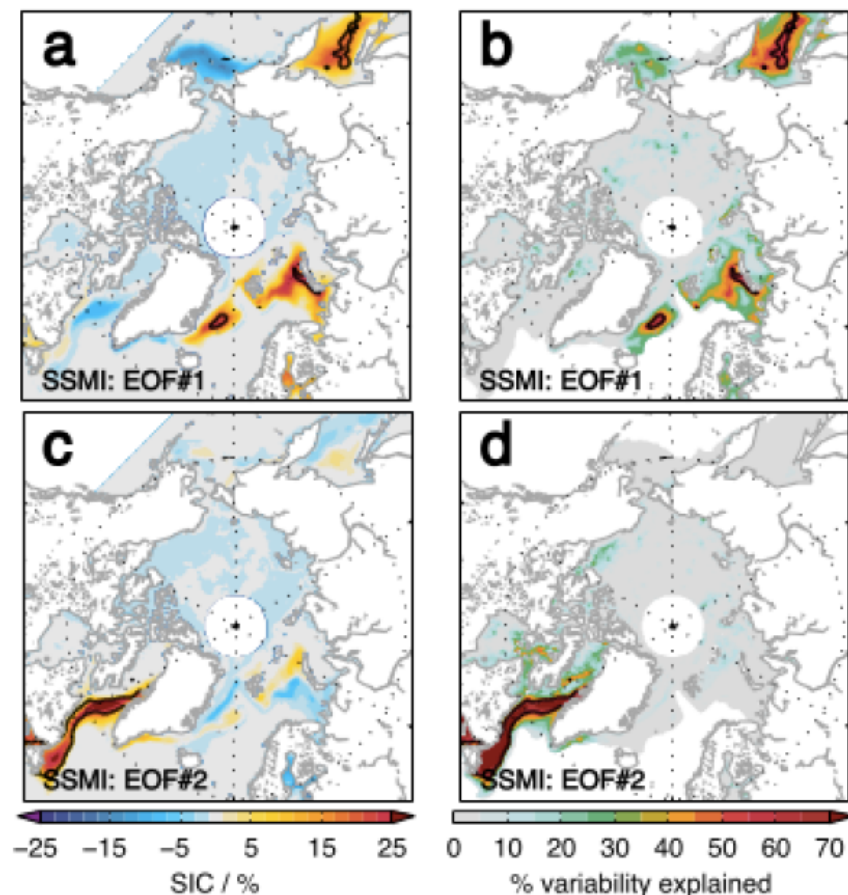 a
b
SSMI: EOF#1
SSMI: EOF#1
c
d
SSMI: EOF#2
SSMI: EOF#2
−25 −15 −5 5 15 25
0 10 20 30 40 50 60 70
SIC / %
% variability explained